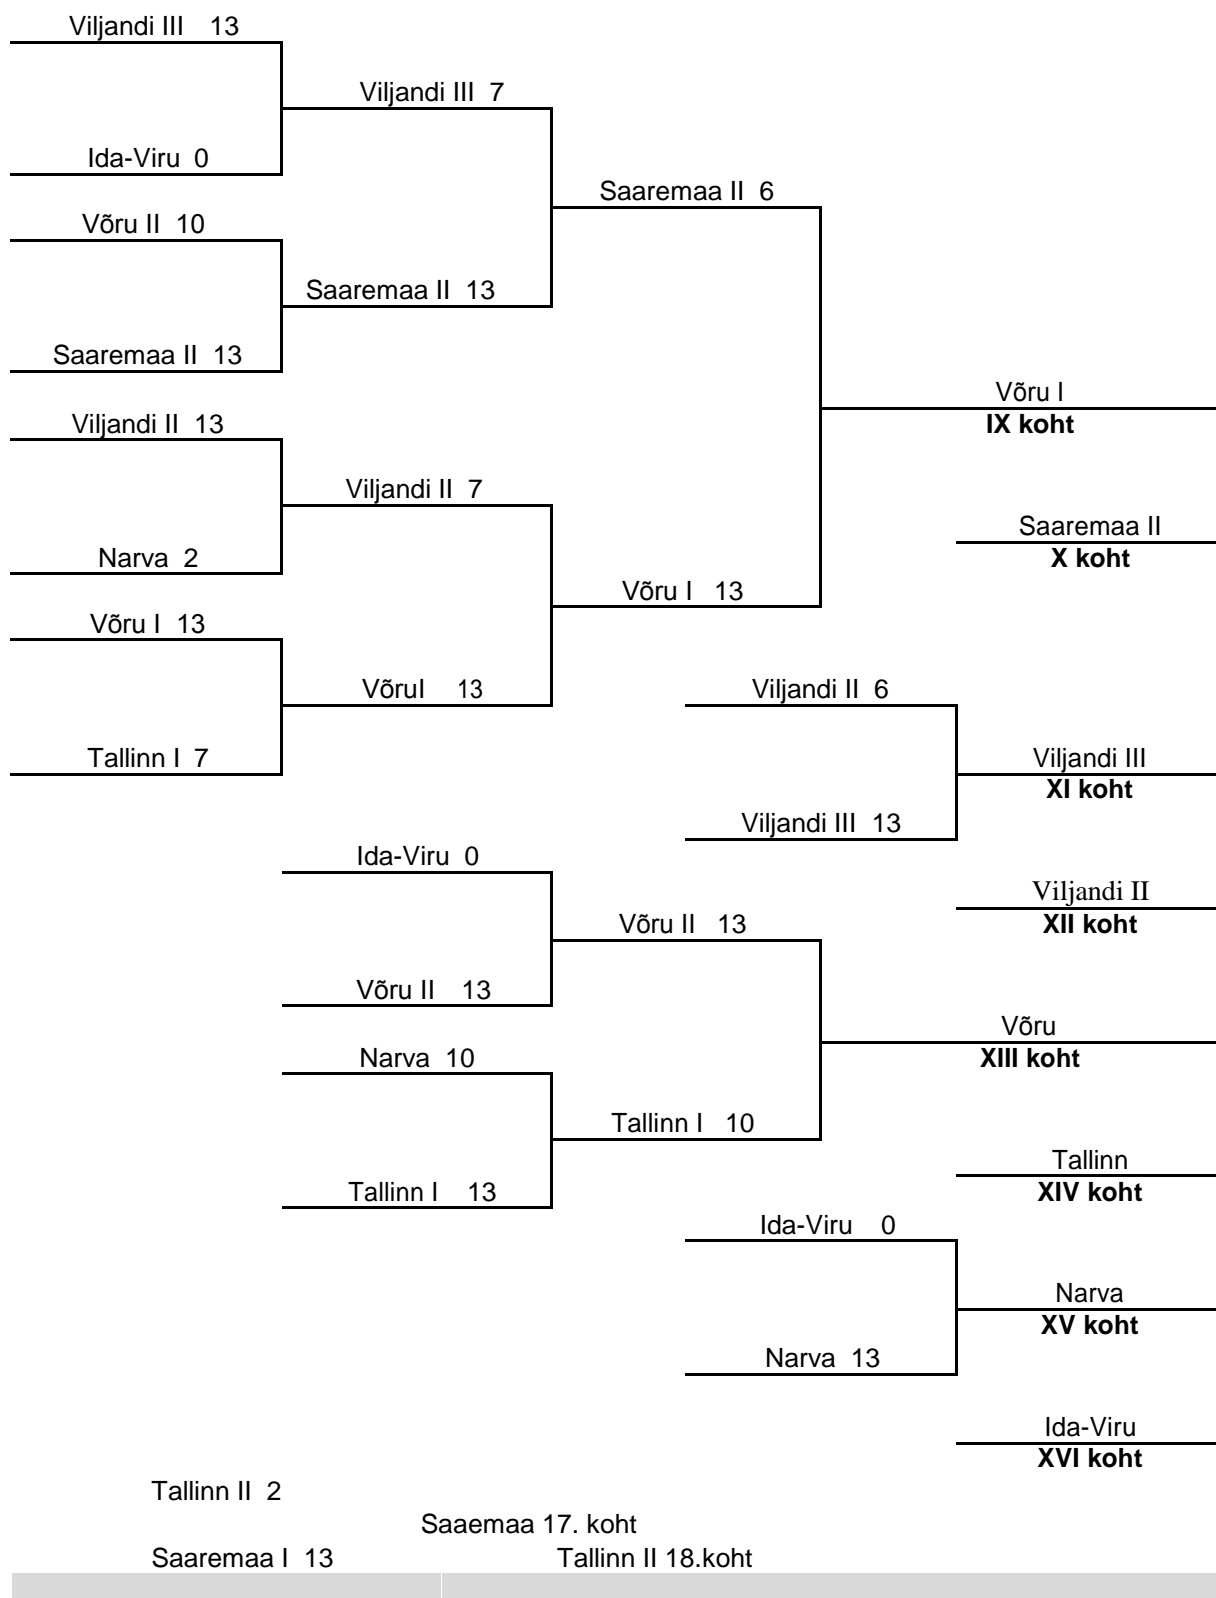 Viljandi III 13
Viljandi III 7
Ida-Viru 0
Saaremaa II 6
Võru II 10
Saaremaa II 13
Saaremaa II 13
Võru I
IX koht
Viljandi II 13
Viljandi II 7
Saaremaa II
X koht
Narva 2
Võru I 13
Võru I 13
VõruI 13
Viljandi II 6
Tallinn I 7
Viljandi III
XI koht
Viljandi III 13
Ida-Viru 0
Viljandi II
XII koht
Võru II 13
Võru II 13
Võru
XIII koht
Narva 10
Tallinn I 10
Tallinn
XIV koht
Tallinn I 13
Ida-Viru 0
Narva
XV koht
Narva 13
Ida-Viru
XVI koht
Tallinn II 2
Saaemaa 17. koht
Saaremaa I 13 Tallinn II 18.koht